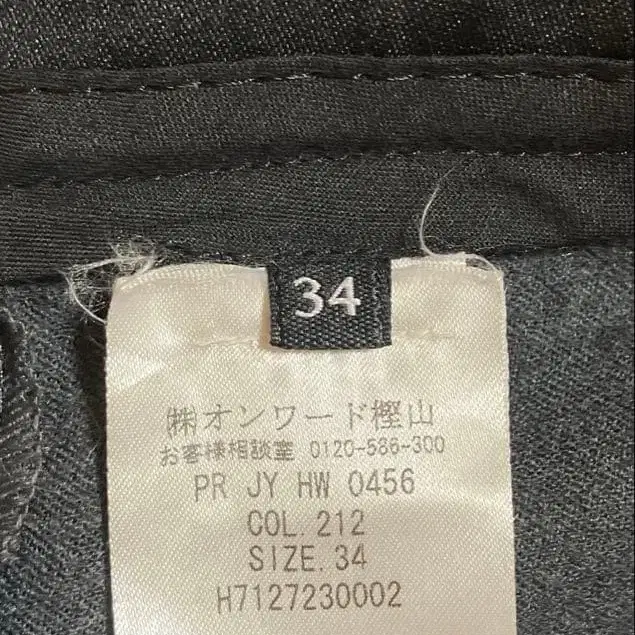 34
㈱オンワード樫山
お客様相談室 0120-586-300
PR JY HW 0456
COL.212
SIZE.34
H7127230002